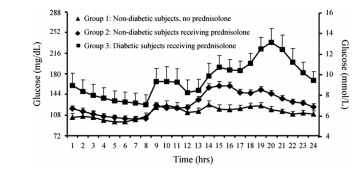 Group 1: Non-diabetic subjects, no prednisolone
Group 2: Non-diabetic subjects receiving prednisolone
Group 3: Diabetic subjects receiving prednisolone
Glucose (mg/dL)
288
252
216
180
144
108
72
Glucose (mmol/L)
16
14
12
10
8
6
4
1 2 3 4 5 6 7 8 9 10 11 12 13 14 15 16 17 18 19 20 21 22 23 24
Time (hrs)